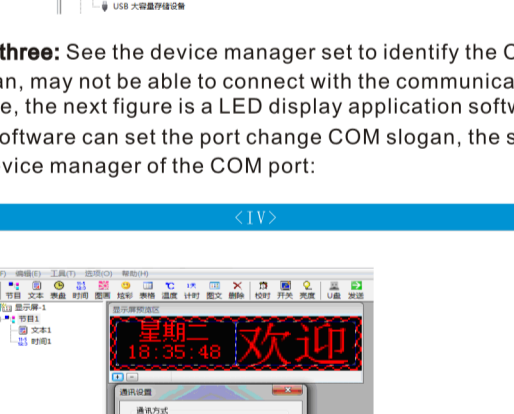 USB 大容量存储设备
three: See the device manager set to identify the C
an, may not be able to connect with the communica
e, the next figure is a LED display application softw
oftware can set the port change COM slogan, the s
vice manager of the COM port:
<IV>
F) 编辑(E) 工具(T) 选项(O) 帮助(H)
节目 文本 表盘 时间 图画 炫彩 表格 温度 计时 图文 删除 校时 开关 亮度 U盘 发送
显示屏-1
节目1
文本1
时间1
显示屏预览区
星期二
18:35:48
欢迎
通讯设置
通讯方式